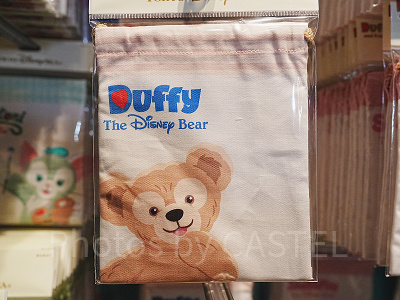 Duffy
The Disney Bear
Photos by CASTEL